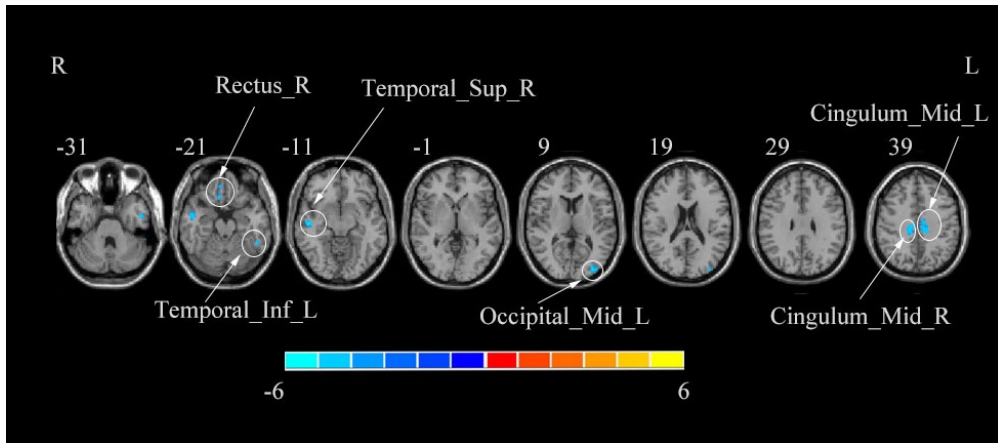 R
L
Rectus_R
Temporal_Sup_R
Cingulum_Mid_L
-31
-21
-11
-1
9
19
29
39
Temporal_Inf_L
Occipital_Mid_L
Cingulum_Mid_R
-6
6